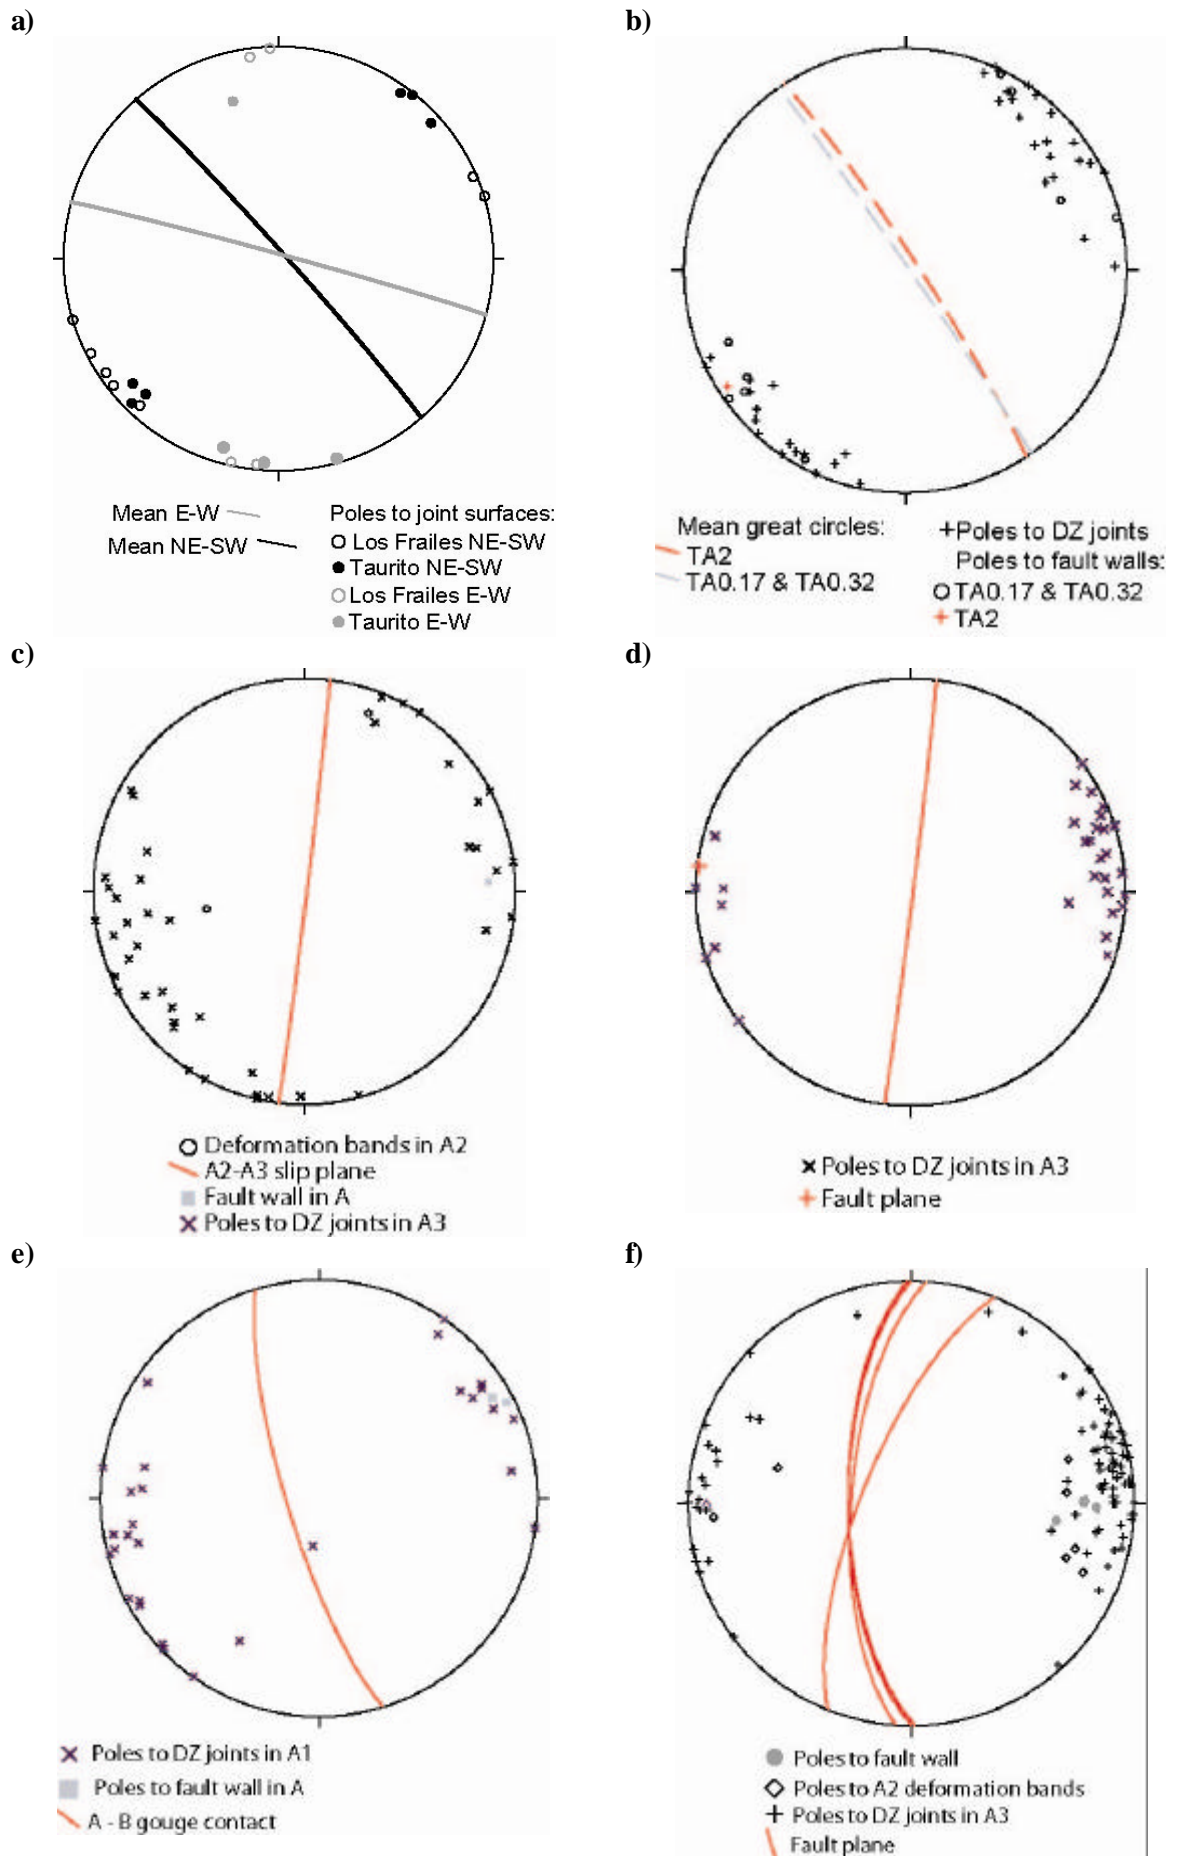 a)
Mean E-W
Mean NE-SW
Poles to joint surfaces:
Los Frailes NE-SW
Taurito NE-SW
Los Frailes E-W
Taurito E-W
b)
Mean great circles:
TA2
TA0.17 & TA0.32
Poles to DZ joints
Poles to fault walls:
TA0.17 & TA0.32
TA2
c)
Deformation bands in A2
A2-A3 slip plane
Fault wall in A
Poles to DZ joints in A3
d)
Poles to DZ joints in A3
Fault plane
e)
Poles to DZ joints in A1
Poles to fault wall in A
A - B gouge contact
f)
Poles to fault wall
Poles to A2 deformation bands
Poles to DZ joints in A3
Fault plane